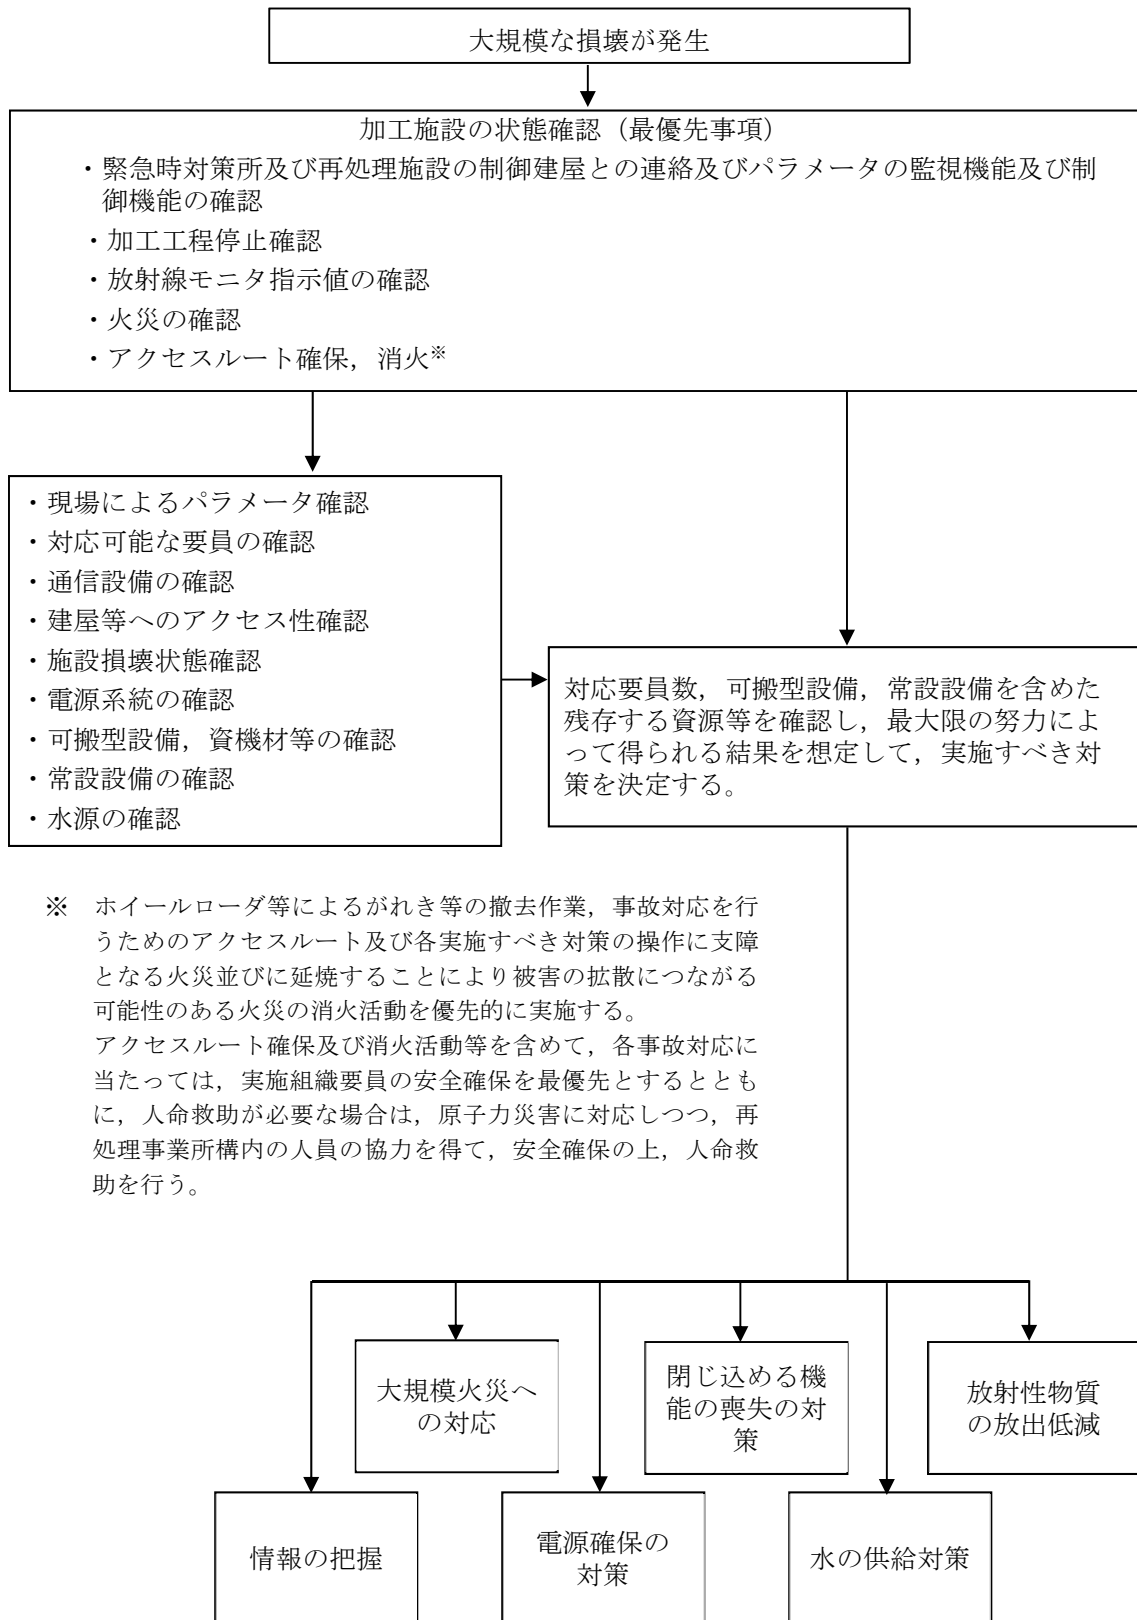 大規模な損壊が発生
加工施設の状態確認（最優先事項）
・緊急時対策所及び再処理施設の制御建屋との連絡及びパラメータの監視機能及び制
御機能の確認
・加工工程停止確認
・放射線モニタ指示値の確認
・火災の確認
・アクセスルート確保，消火※
・現場によるパラメータ確認
・対応可能な要員の確認
・通信設備の確認
・建屋等へのアクセス性確認
・施設損壊状態確認
・電源系統の確認
・可搬型設備，資機材等の確認
・常設設備の確認
・水源の確認
対応要員数，可搬型設備，常設設備を含めた
残存する資源等を確認し，最大限の努力によ
って得られる結果を想定して，実施すべき対
策を決定する。
※　ホイールローダ等によるがれき等の撤去作業，事故対応を行
うためのアクセスルート及び各実施すべき対策の操作に支障
となる火災並びに延焼することにより被害の拡散につながる
可能性のある火災の消火活動を優先的に実施する。
アクセスルート確保及び消火活動等を含めて，各事故対応に
当たっては，実施組織要員の安全確保を最優先とするととも
に，人命救助が必要な場合は，原子力災害に対応しつつ，再
処理事業所構内の人員の協力を得て，安全確保の上，人命救
助を行う。
大規模火災へ
の対応
閉じ込める機
能の喪失の対
策
放射性物質
の放出低減
情報の把握
電源確保の
対策
水の供給対策